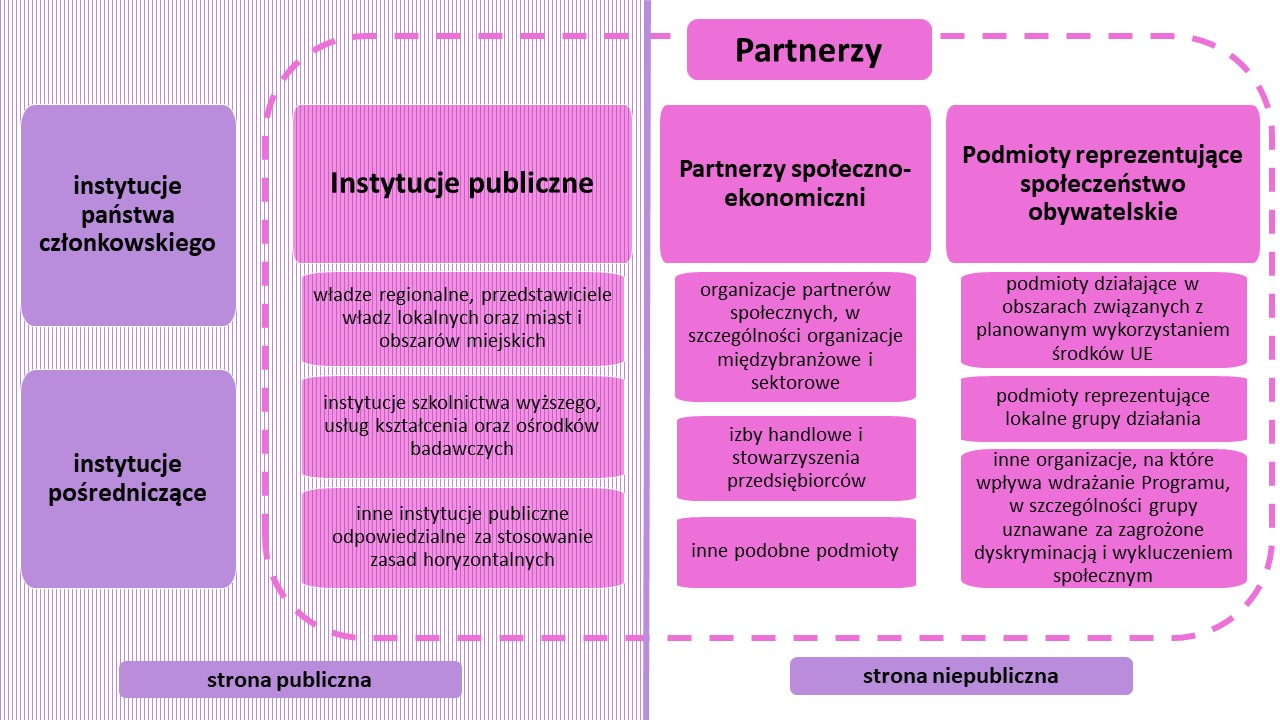 Partnerzy
instytucje
państwa
członkowskiego
instytucje
pośredniczące
Instytucje publiczne
władze regionalne, przedstawiciele
władz lokalnych oraz miast i
obszarów miejskich
instytucje szkolnictwa wyższego,
usług kształcenia oraz ośrodków
badawczych
inne instytucje publiczne
odpowiedzialne za stosowanie
zasad horyzontalnych
Partnerzy społeczno-
ekonomiczni
organizacje partnerów
społecznych, w
szczególności organizacje
międzybranżowe i
sektorowe
izby handlowe i
stowarzyszenia
przedsiębiorców
inne podobne podmioty
Podmioty reprezentujące
społeczeństwo
obywatelskie
podmioty działające w
obszarach związanych z
planowanym wykorzystaniem
środków UE
podmioty reprezentujące
lokalne grupy działania
inne organizacje, na które
wpływa wdrażanie Programu,
w szczególności grupy
uznawane za zagrożone
dyskryminacją i wykluczeniem
społecznym
strona publiczna
strona niepubliczna